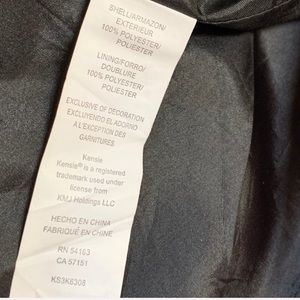 SHELL/ARMAZON/
EXTERIEUR
100% POLYESTER/
POLIESTER
LINING/FORRO/
DOUBLURE
100% POLYESTER/
POLIESTER
EXCLUSIVE OF DECORATION
EXCLUYENDO EL ADORNO
A L'EXCEPTION DES
GARNITURES
Kensie
Kensie® is a registered
trademark used under
license from
KMJ Holdings LLC
HECHO EN CHINA
FABRIQUÉ EN CHINE
RN 54163
CA 57151
KS3K6308